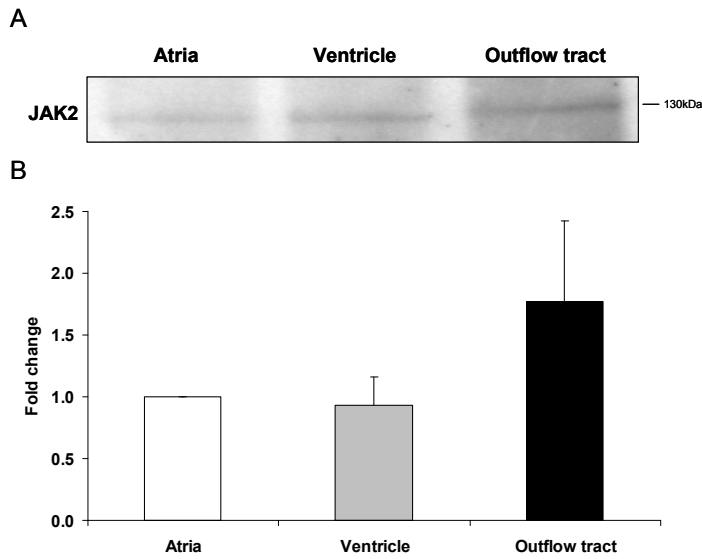 A
Atria Ventricle Outflow tract
JAK2
130kDa
B
2.5
2.0
1.5
1.0
0.5
0.0
Fold change
Atria Ventricle Outflow tract